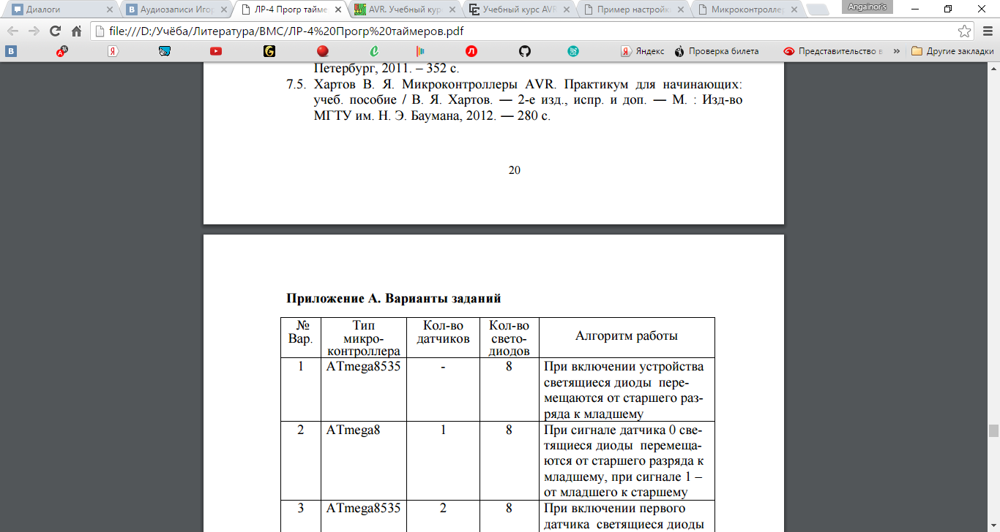 Диалоги
Аудиозаписи Игор
ЛР-4 Прогр тайме
AVR. Учебный кур
Учебный курс AV
Пример настройк
Микроконтроллер
Angainor's
file:///D:/Учёба/Литература/ВМС/ЛР-4%20Прогр%20таймеров.pdf
Яндекс
Проверка билета
Представительство в
»
Другие закладки
Петербург, 2011. – 352 с.
7.5. Хартов В. Я. Микроконтроллеры AVR. Практикум для начинающих:
учеб. пособие / В. Я. Хартов. — 2-е изд., испр. и доп. — М. : Изд-во
МГТУ им. Н. Э. Баумана, 2012. — 280 с.
20
Приложение А. Варианты заданий
№
Вар.
Тип
микро-
контроллера
Кол-во
датчиков
Кол-во
свето-
диодов
Алгоритм работы
1
ATmega8535
-
8
При включении устройства
светящиеся диоды пере-
мещаются от старшего раз-
ряда к младшему
2
ATmega8
1
8
При сигнале датчика 0 све-
тящиеся диоды перемеща-
ются от старшего разряда к
младшему, при сигнале 1 –
от младшего к старшему
3
ATmega8535
2
8
При включении первого
датчика светящиеся диоды